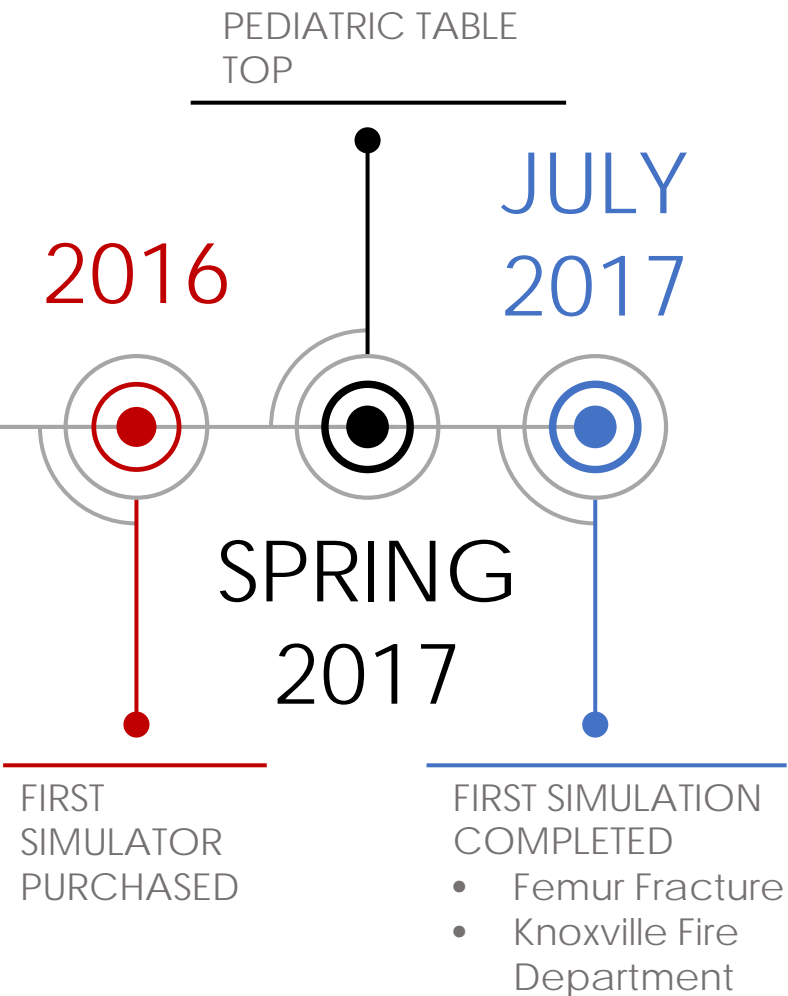 PEDIATRIC TABLE
TOP
2016
JULY
2017
SPRING
2017
FIRST
SIMULATOR
PURCHASED
FIRST SIMULATION
COMPLETED
• Femur Fracture
• Knoxville Fire
Department